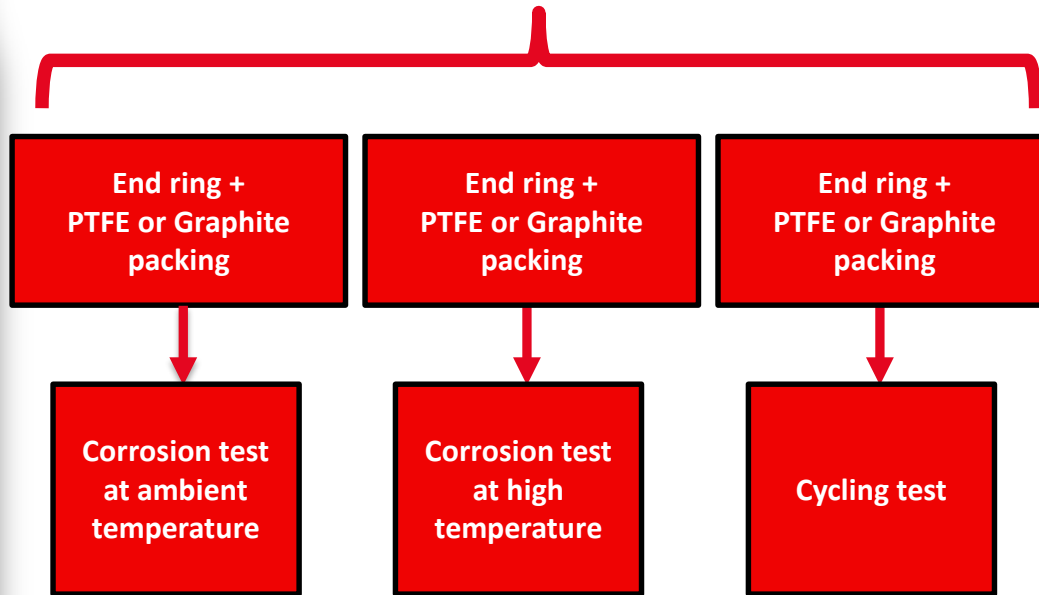 End ring +
PTFE or Graphite
packing
End ring +
PTFE or Graphite
packing
End ring +
PTFE or Graphite
packing
Corrosion test
at ambient
temperature
Corrosion test
at high
temperature
Cycling test